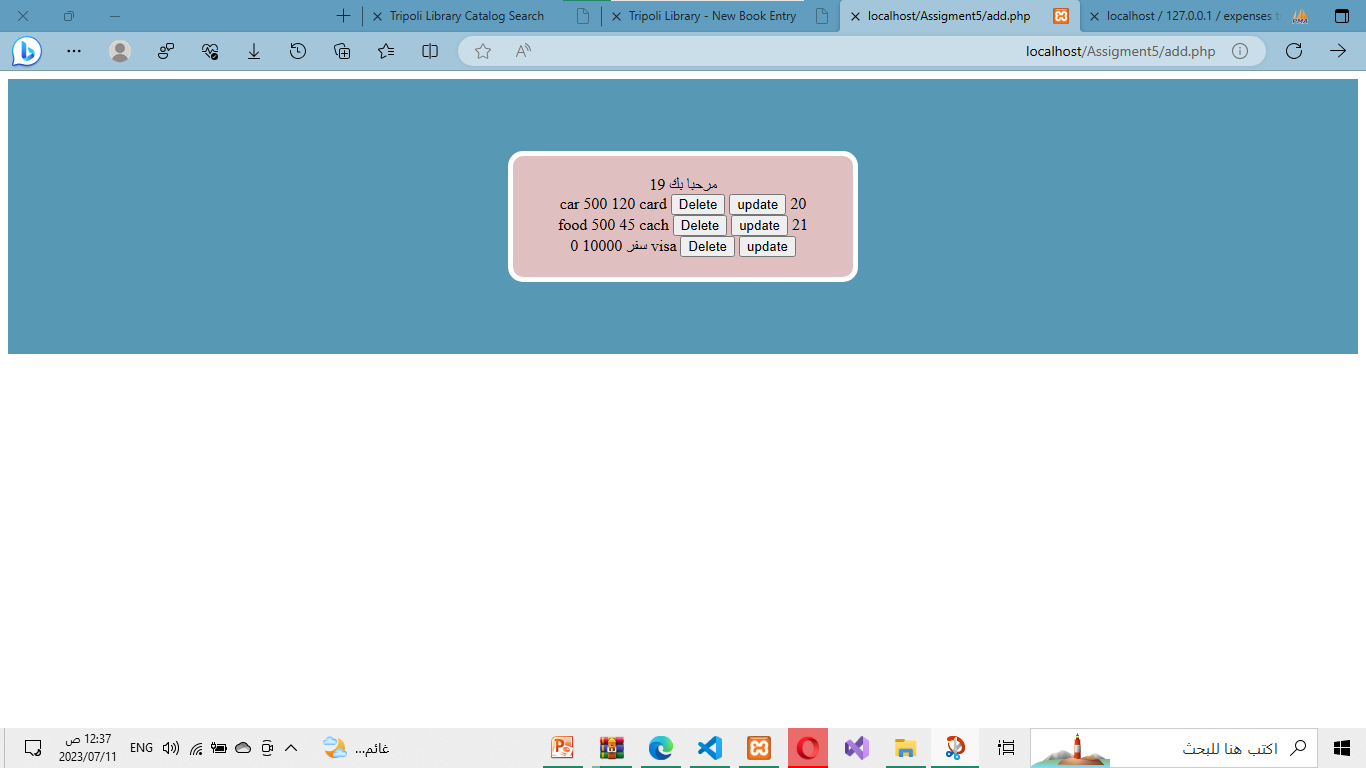 Tripoli Library Catalog Search
Tripoli Library - New Book Entry
localhost/Assigment5/add.php
localhost / 127.0.0.1 / expenses t
localhost/Assigment5/add.php
مرحبا بك 19
car 500 120 card Delete update 20
food 500 45 cach Delete update 21
سفر 10000 0 visa Delete update
12:37 ص
2023/07/11
ENG
غائم...
اكتب هنا للبحث